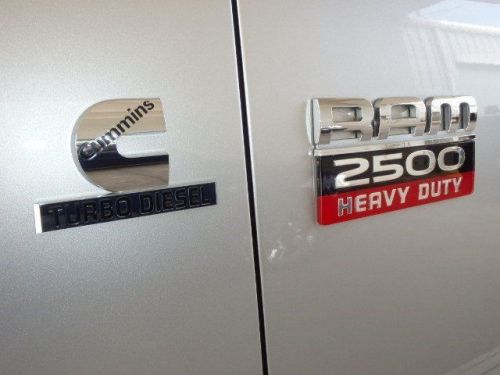 Cummins
TURBO DIESEL
RAM
2500
HEAVY DUTY